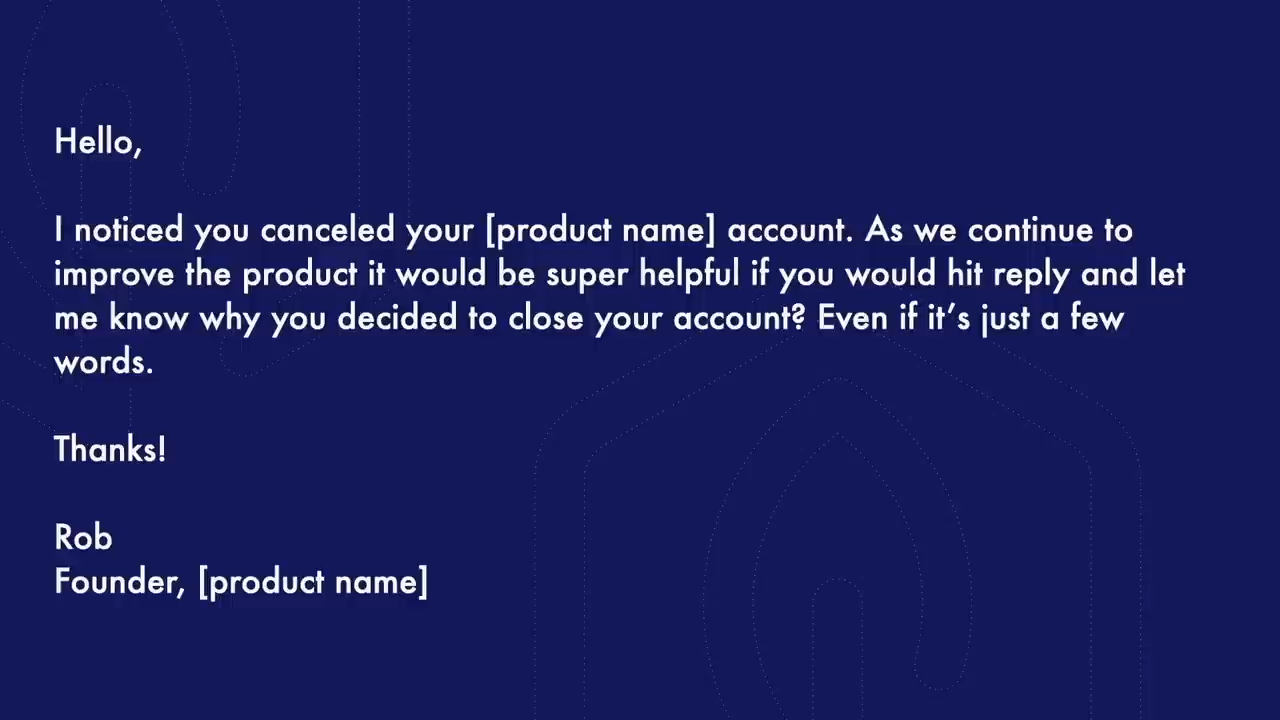 Hello,
I noticed you canceled your [product name] account. As we continue to
improve the product it would be super helpful if you would hit reply and let
me know why you decided to close your account? Even if it’s just a few
words.
Thanks!
Rob
Founder, [product name]